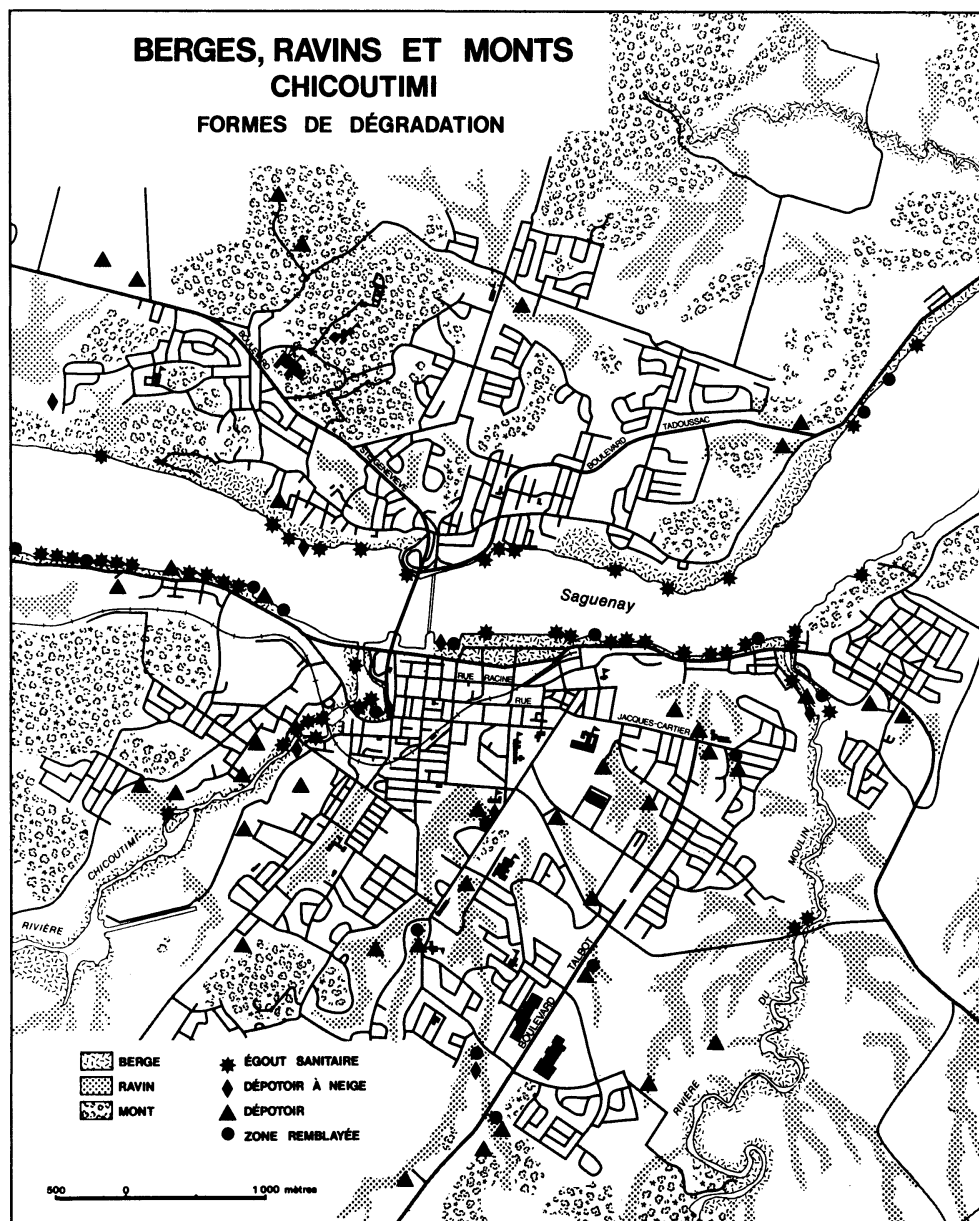 BERGES, RAVINS ET MONTS
CHICOUTIMI
FORMES DE DÉGRADATION
STE-GENEVIÈVE
BOULEVARD
TADOUSSAC
Saguenay
RUE RACINE
RUE
JACQUES-CARTIER
RIVIÈRE
CHICOUTIMI
BOULEVARD
TALBOT
RIVIÈRE
DU
MOULIN
BERGE
RAVIN
MONT
ÉGOUT SANITAIRE
DÉPOTOIR À NEIGE
DÉPOTOIR
ZONE REMBLAYÉE
500 0 1 000 mètres